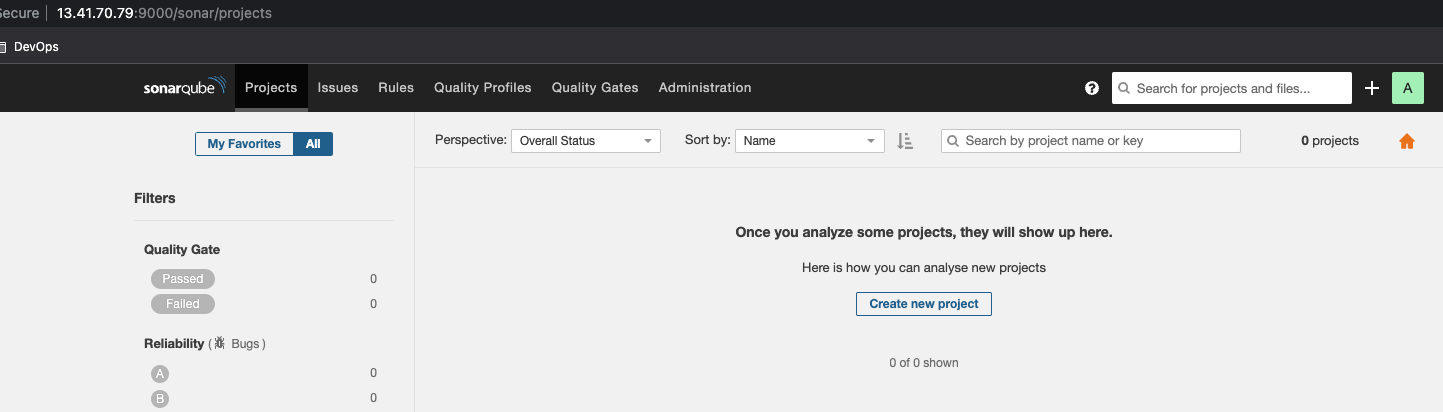 Secure 13.41.70.79:9000/sonar/projects
DevOps
sonarqube Projects Issues Rules Quality Profiles Quality Gates Administration ? Search for projects and files... + A
My Favorites All
Perspective: Overall Status Sort by: Name Search by project name or key 0 projects
Filters
Quality Gate
Passed 0
Failed 0
Reliability ( Bugs )
A 0
B 0
Once you analyze some projects, they will show up here.
Here is how you can analyse new projects
Create new project
0 of 0 shown